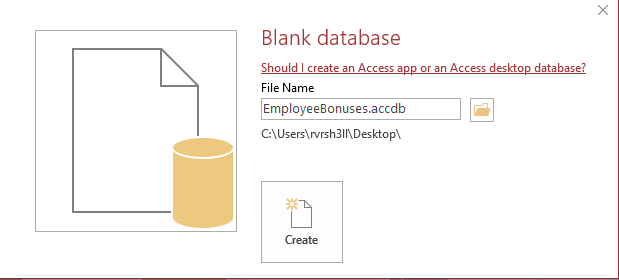 Blank database
Should I create an Access app or an Access desktop database?
File Name
EmployeeBonuses.accdb
C:\Users\rvrsh3ll\Desktop\
Create